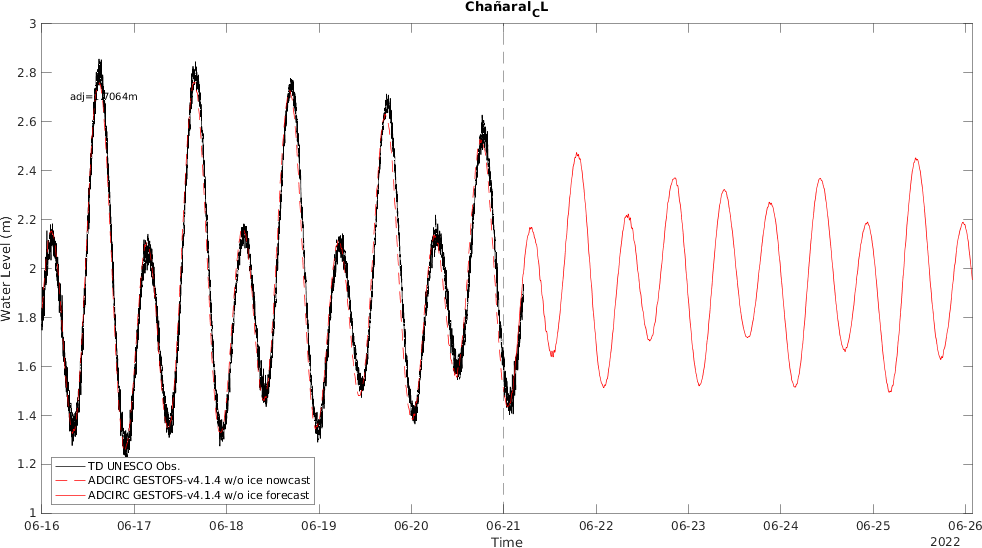 Chañaral_CL
3
2.8
2.6
2.4
2.2
2
1.8
1.6
1.4
1.2
1
Water Level (m)
adj=1.7064m
TD UNESCO Obs.
ADCIRC GESTOFS-v4.1.4 w/o ice nowcast
ADCIRC GESTOFS-v4.1.4 w/o ice forecast
06-16 06-17 06-18 06-19 06-20 06-21 06-22 06-23 06-24 06-25 06-26
Time
2022